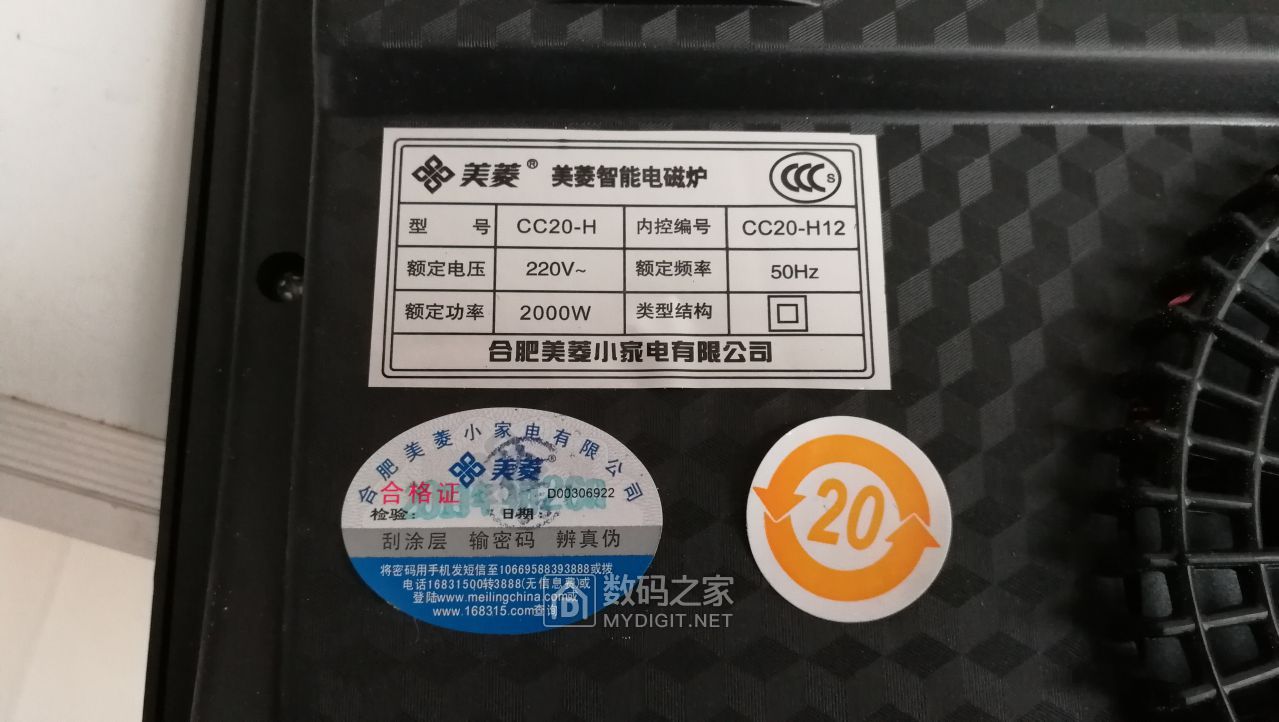 美菱® 美菱智能电磁炉 CCC S
型 号 CC20-H 内控编号 CC20-H12
额定电压 220V~ 额定频率 50Hz
额定功率 2000W 类型结构
合肥美菱小家电有限公司
合肥美菱小家电有限公司
美菱®
合格证 D00306922
检验: 日期:
刮涂层 输密码 辨真伪
将密码用手机发短信至10669588393888或拨
电话16831500转3888(无信息费)或
登陆www.meilingchina.com或
www.168315.com查询
20
数码之家
MYDIGIT.NET